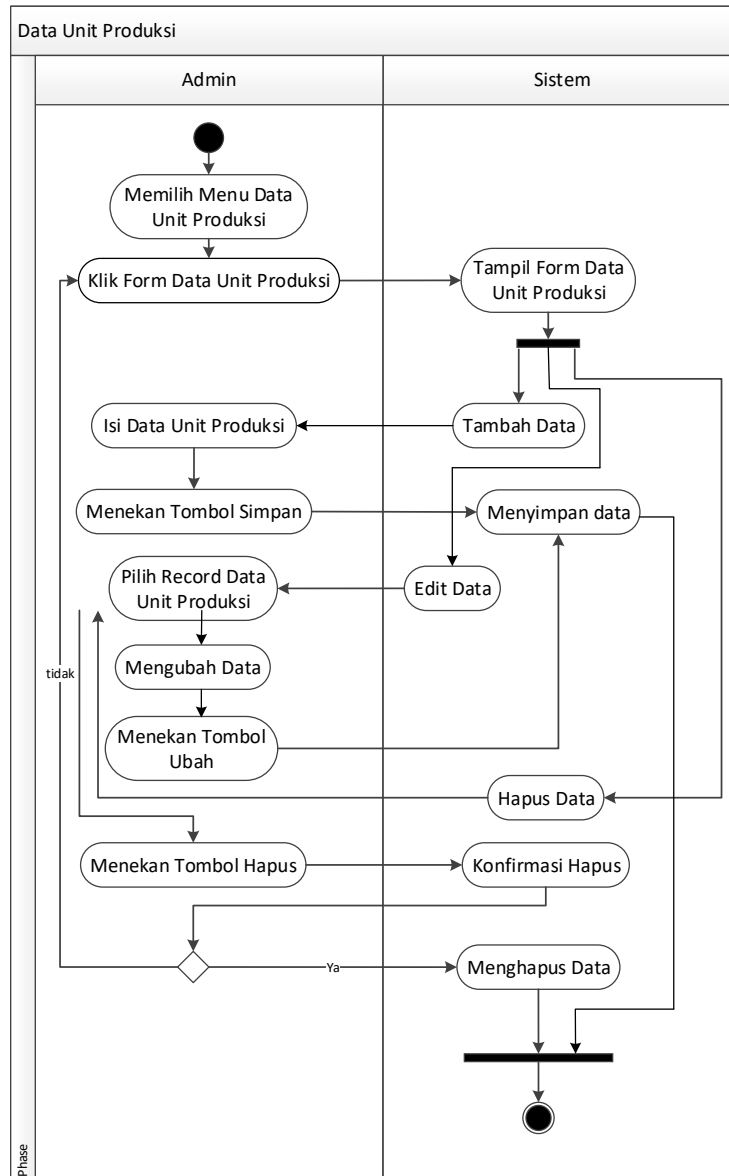 Data Unit Produksi
Admin
Sistem
Memilih Menu Data
Unit Produksi
Klik Form Data Unit Produksi
Tampil Form Data
Unit Produksi
Isi Data Unit Produksi
Tambah Data
Menekan Tombol Simpan
Menyimpan data
Pilih Record Data
Unit Produksi
Edit Data
tidak
Mengubah Data
Menekan Tombol
Ubah
Hapus Data
Menekan Tombol Hapus
Konfirmasi Hapus
Ya
Menghapus Data
Phase